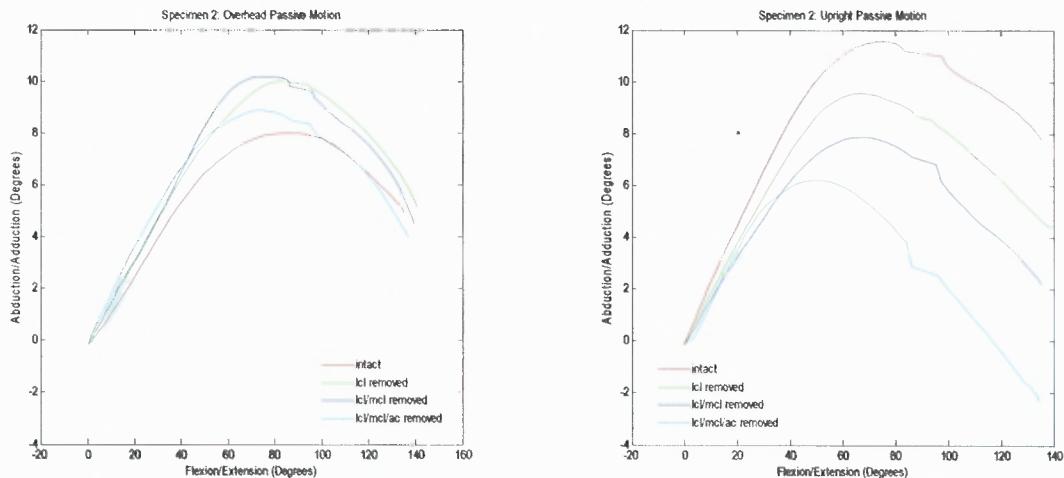 Specimen 2: Overhead Passive Motion
12
10
8
6
4
2
0
-2
-4
Abduction/Adduction (Degrees)
intact
lcl removed
lcl/mcl removed
lcl/mcl/ac removed
-20 0 20 40 60 80 100 120 140 160
Flexion/Extension (Degrees)
Specimen 2: Upright Passive Motion
12
10
8
6
4
2
0
-2
-4
Abduction/Adduction (Degrees)
intact
lcl removed
lcl/mcl removed
lcl/mcl/ac removed
-20 0 20 40 60 80 100 120 140
Flexion/Extension (Degrees)